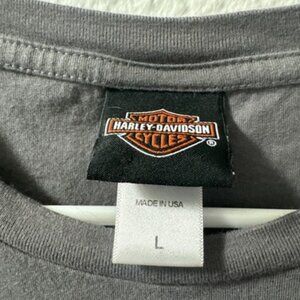 MOTOR
HARLEY-DAVIDSON
CYCLES
®
MADE IN USA
L